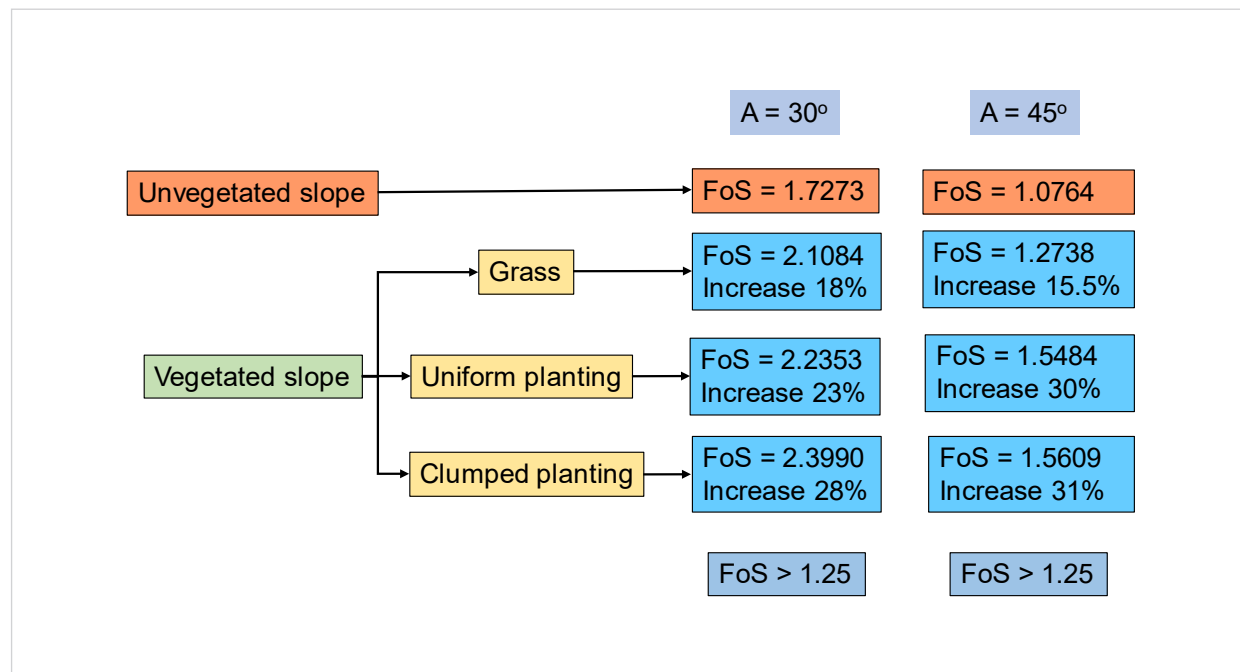 A = 30º
A = 45º
Unvegetated slope
FoS = 1.7273
FoS = 1.0764
Grass
FoS = 2.1084
Increase 18%
FoS = 1.2738
Increase 15.5%
Vegetated slope
Uniform planting
FoS = 2.2353
Increase 23%
FoS = 1.5484
Increase 30%
Clumped planting
FoS = 2.3990
Increase 28%
FoS = 1.5609
Increase 31%
FoS > 1.25
FoS > 1.25